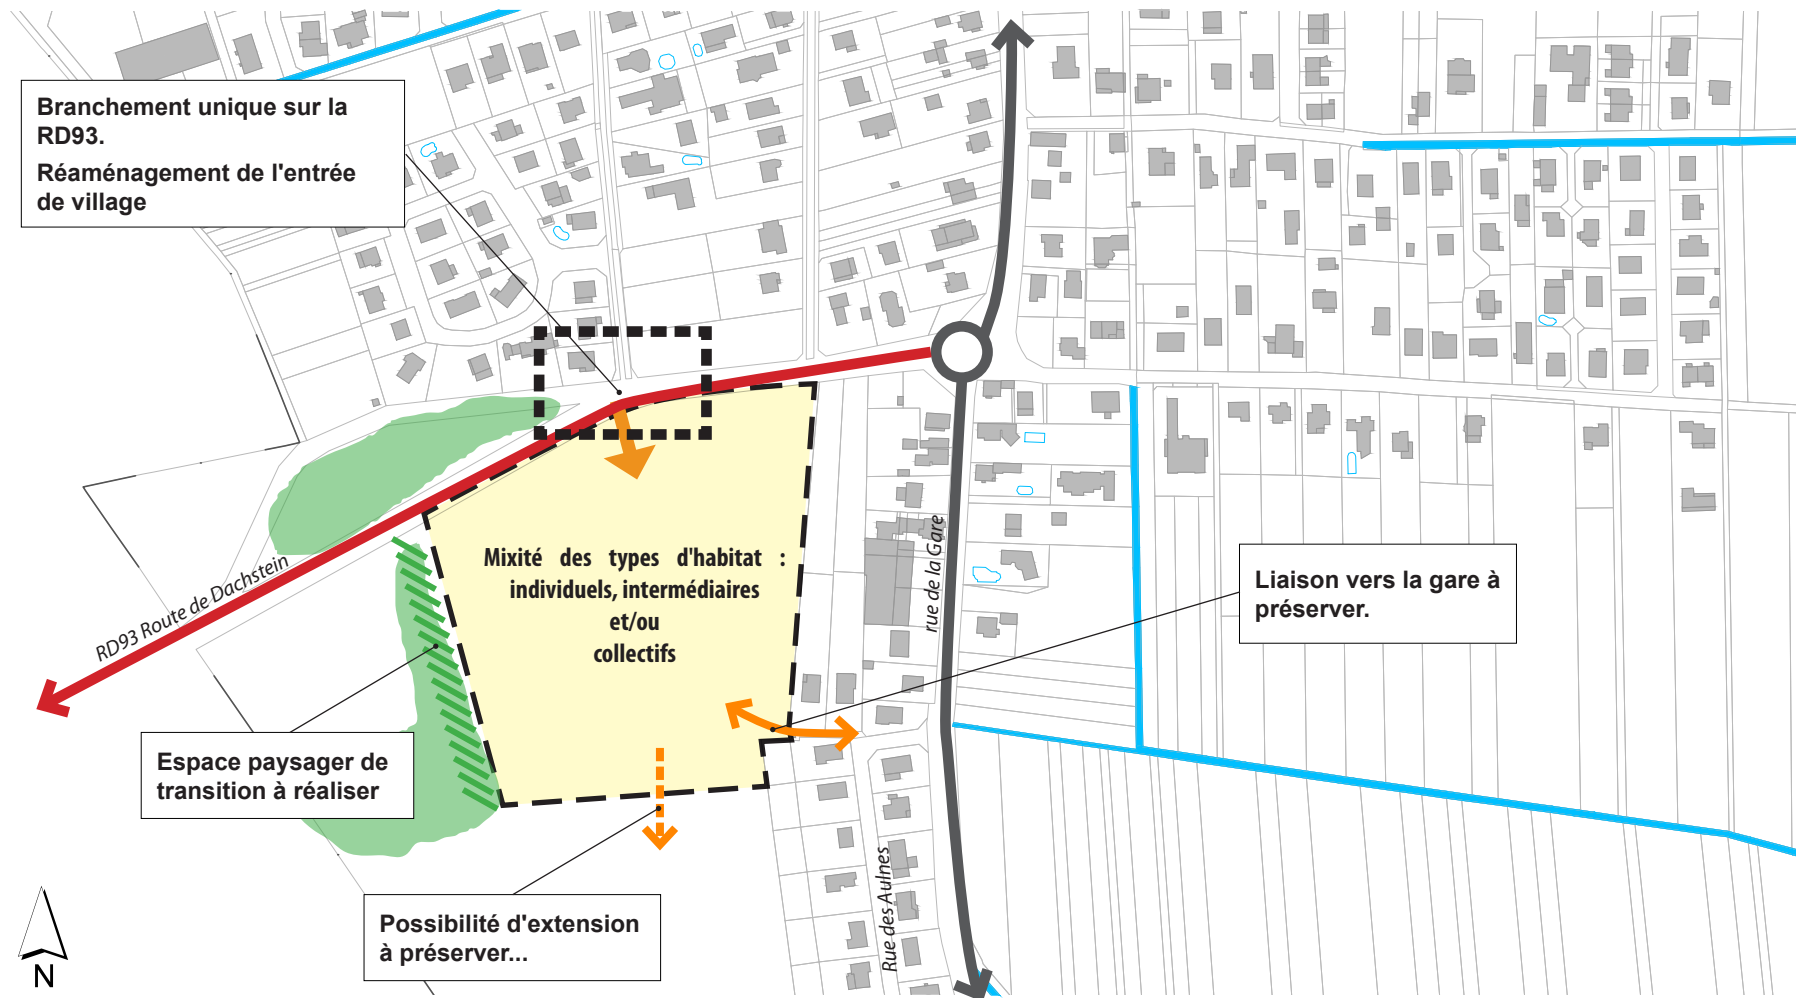 Branchement unique sur la
RD93.
Réaménagement de l'entrée
de village
Mixité des types d'habitat :
individuels, intermédiaires
et/ou
collectifs
rue de la Gare
Liaison vers la gare à
préserver.
RD93 Route de Dachstein
Espace paysager de
transition à réaliser
Possibilité d'extension
à préserver...
Rue des Aulnes
N